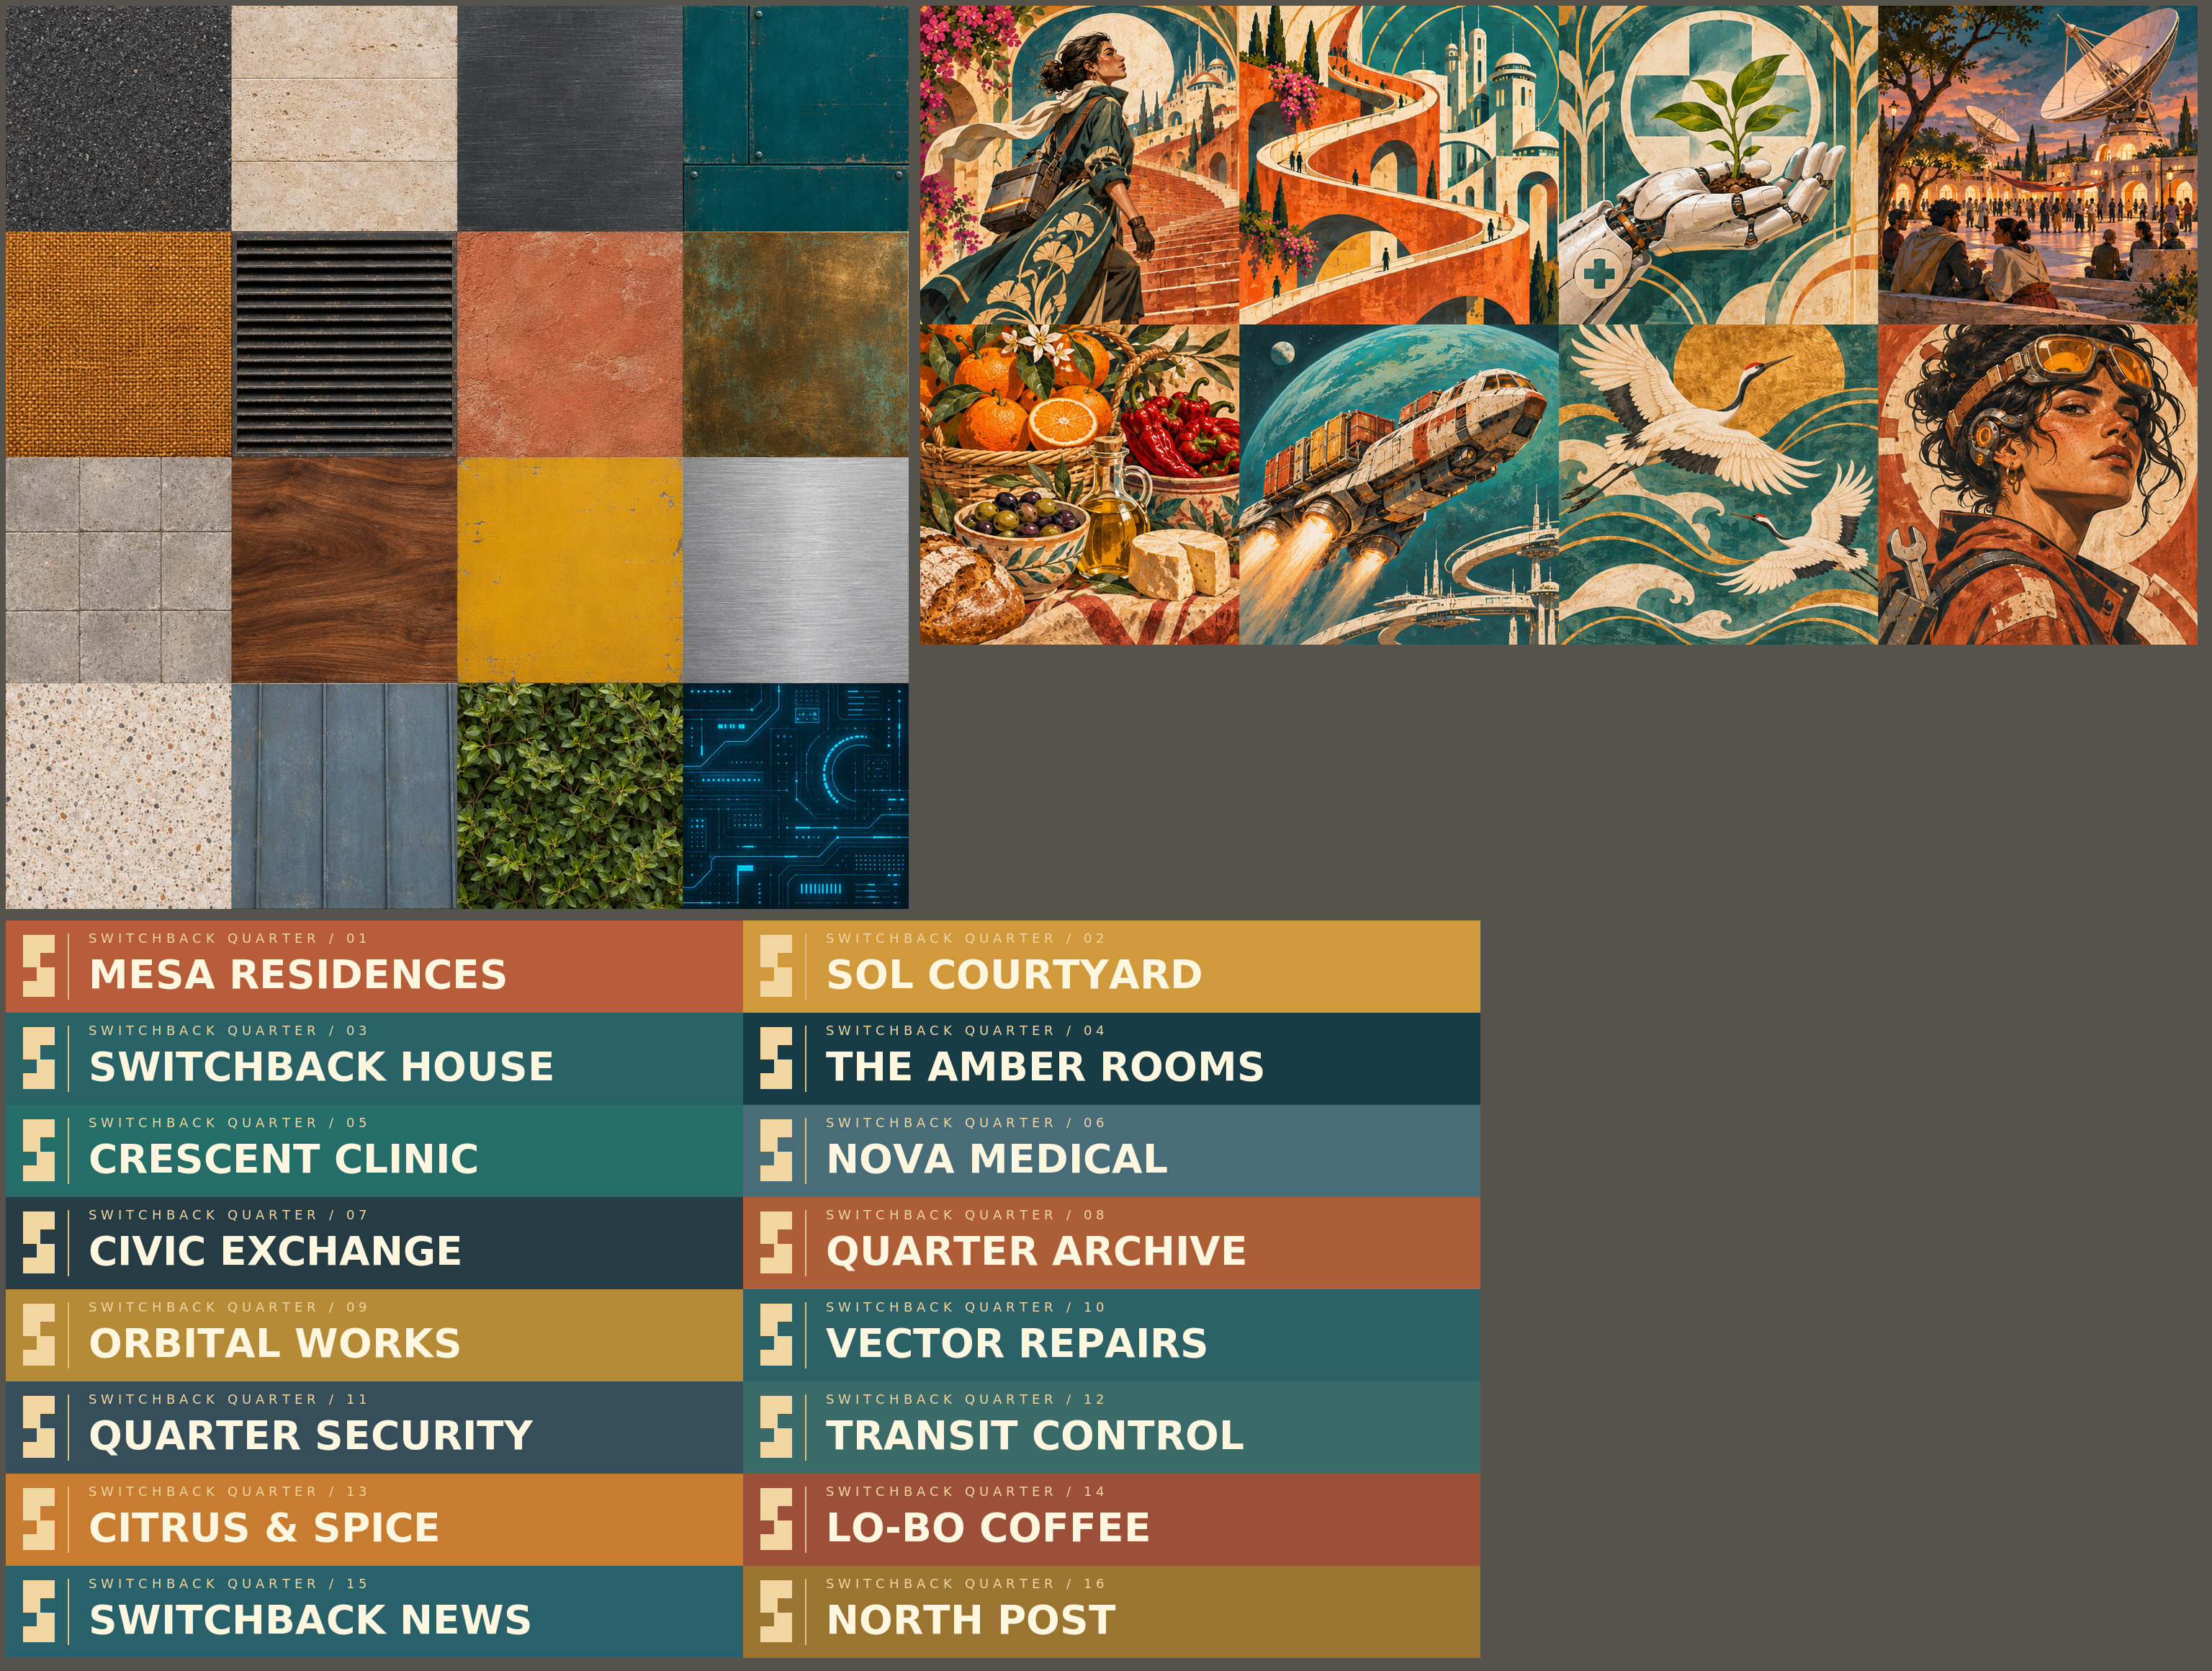 SWITCHBACK QUARTER / 01
MESA RESIDENCES
SWITCHBACK QUARTER / 02
SOL COURTYARD
SWITCHBACK QUARTER / 03
SWITCHBACK HOUSE
SWITCHBACK QUARTER / 04
THE AMBER ROOMS
SWITCHBACK QUARTER / 05
CRESCENT CLINIC
SWITCHBACK QUARTER / 06
NOVA MEDICAL
SWITCHBACK QUARTER / 07
CIVIC EXCHANGE
SWITCHBACK QUARTER / 08
QUARTER ARCHIVE
SWITCHBACK QUARTER / 09
ORBITAL WORKS
SWITCHBACK QUARTER / 10
VECTOR REPAIRS
SWITCHBACK QUARTER / 11
QUARTER SECURITY
SWITCHBACK QUARTER / 12
TRANSIT CONTROL
SWITCHBACK QUARTER / 13
CITRUS & SPICE
SWITCHBACK QUARTER / 14
LO-BO COFFEE
SWITCHBACK QUARTER / 15
SWITCHBACK NEWS
SWITCHBACK QUARTER / 16
NORTH POST